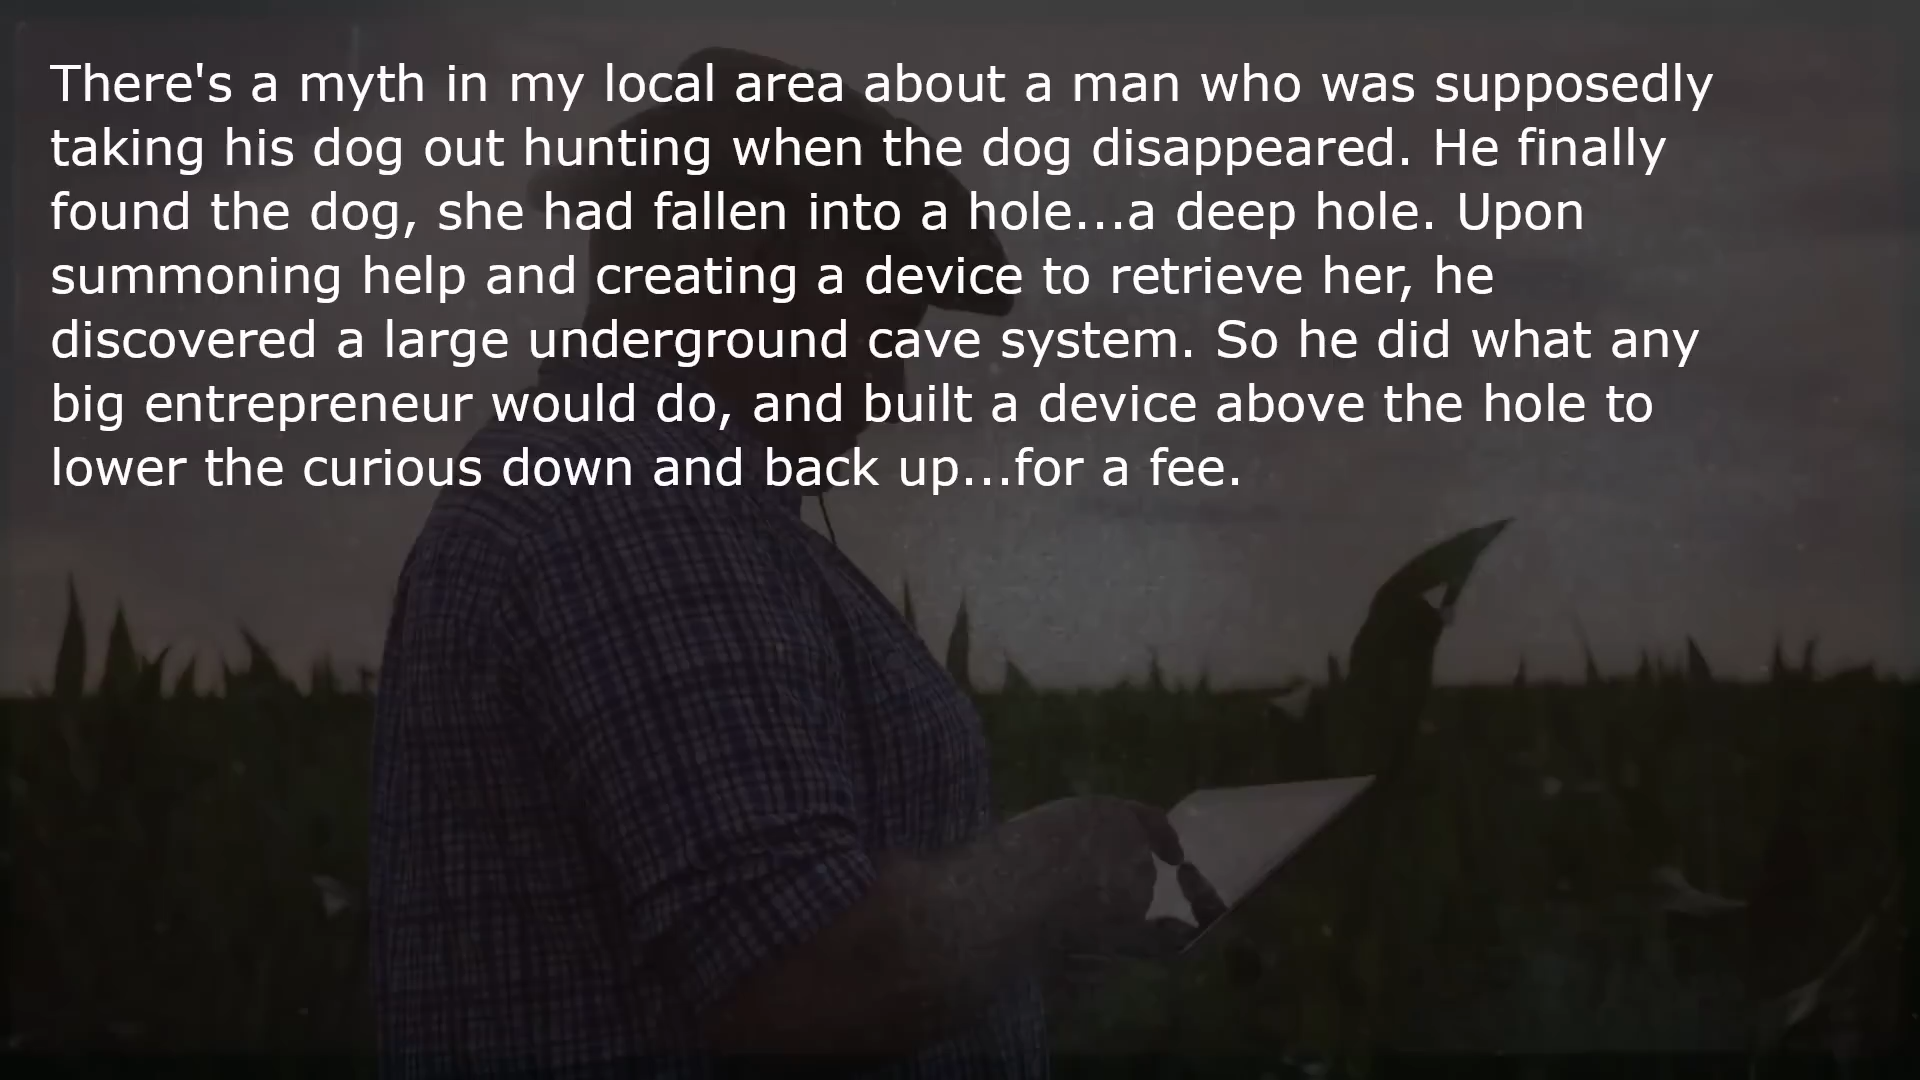 There's a myth in my local area about a man who was supposedly
taking his dog out hunting when the dog disappeared. He finally
found the dog, she had fallen into a hole...a deep hole. Upon
summoning help and creating a device to retrieve her, he
discovered a large underground cave system. So he did what any
big entrepreneur would do, and built a device above the hole to
lower the curious down and back up...for a fee.